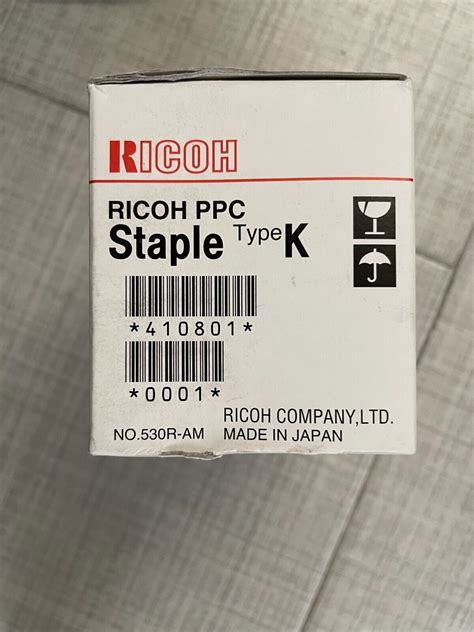 RICOH
RICOH PPC
Staple Type K
*410801*
*0001*
RICOH COMPANY,LTD.
NO.530R-AM MADE IN JAPAN